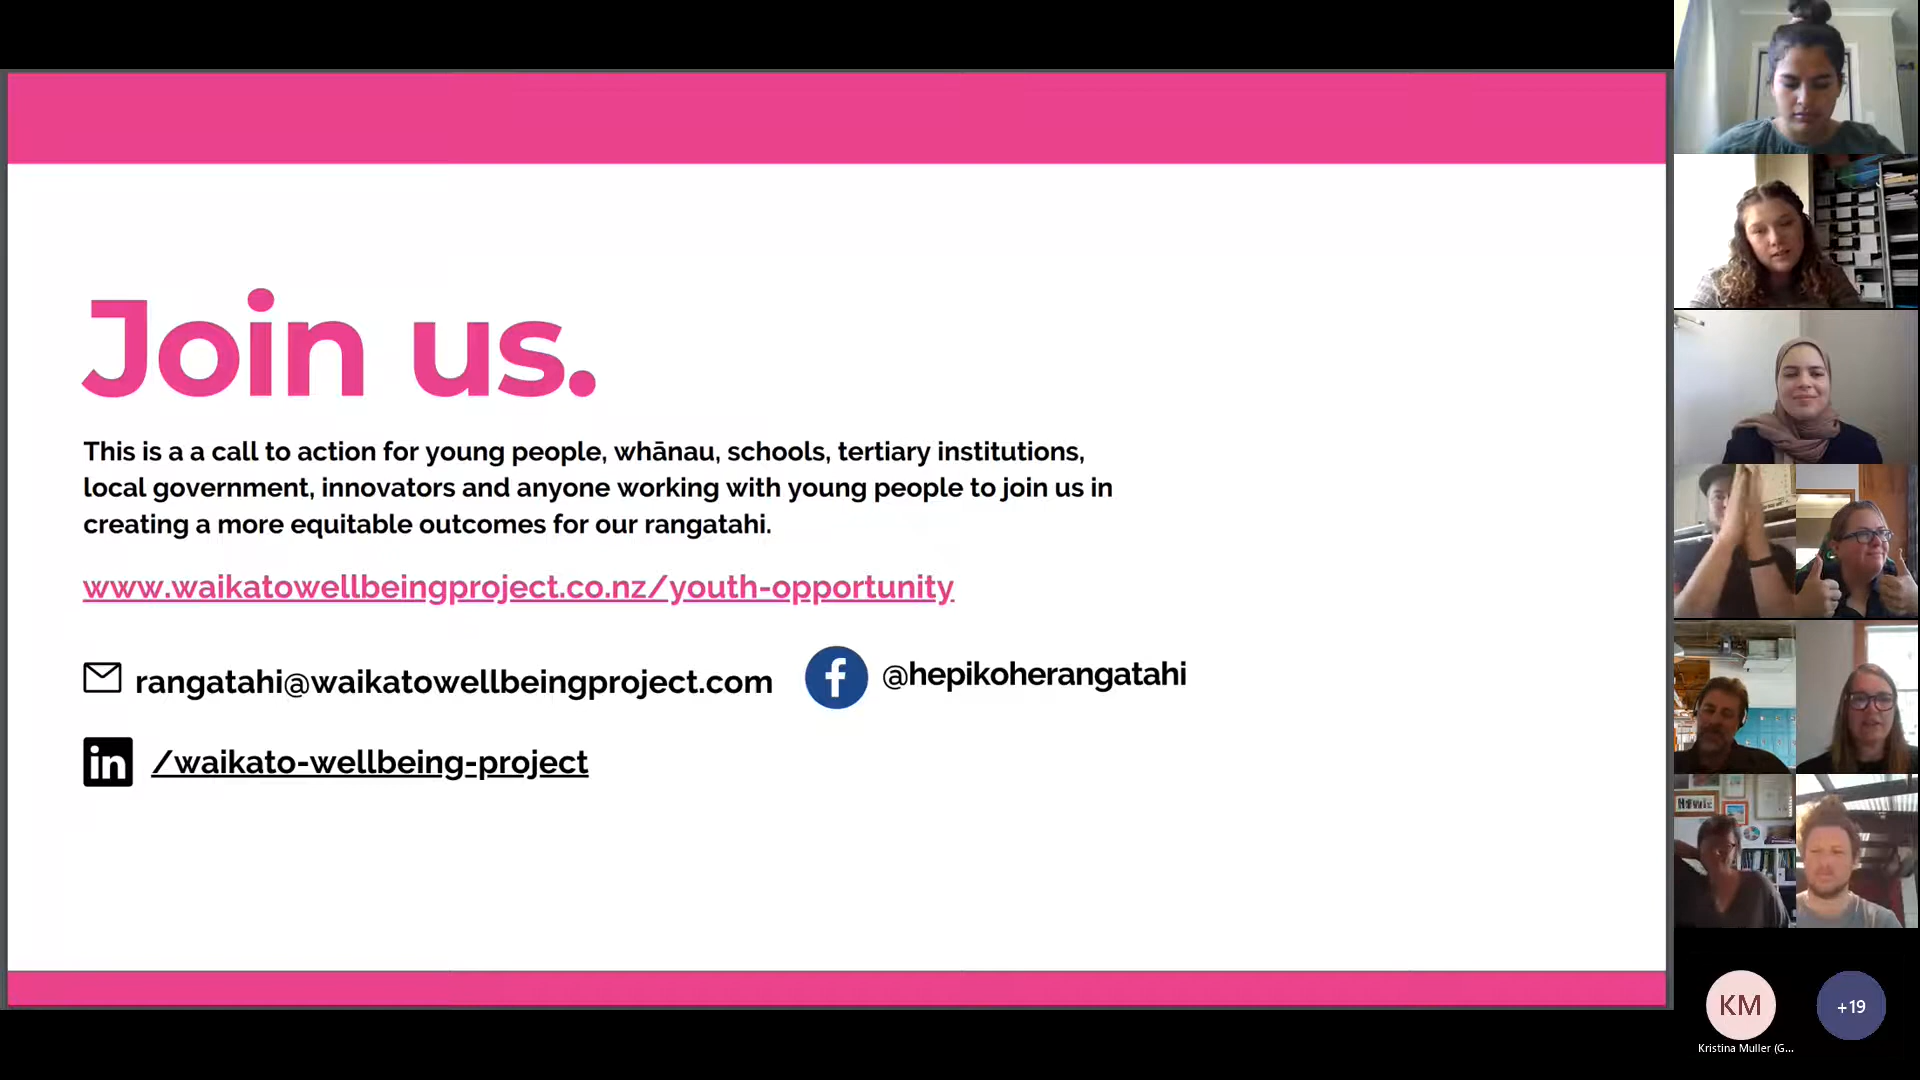 Join us.
This is a a call to action for young people, whānau, schools, tertiary institutions,
local government, innovators and anyone working with young people to join us in
creating a more equitable outcomes for our rangatahi.
www.waikatowellbeingproject.co.nz/youth-opportunity
rangatahi@waikatowellbeingproject.com
f @hepikoherangatahi
in /waikato-wellbeing-project
KM
+19
Kristina Muller (G...